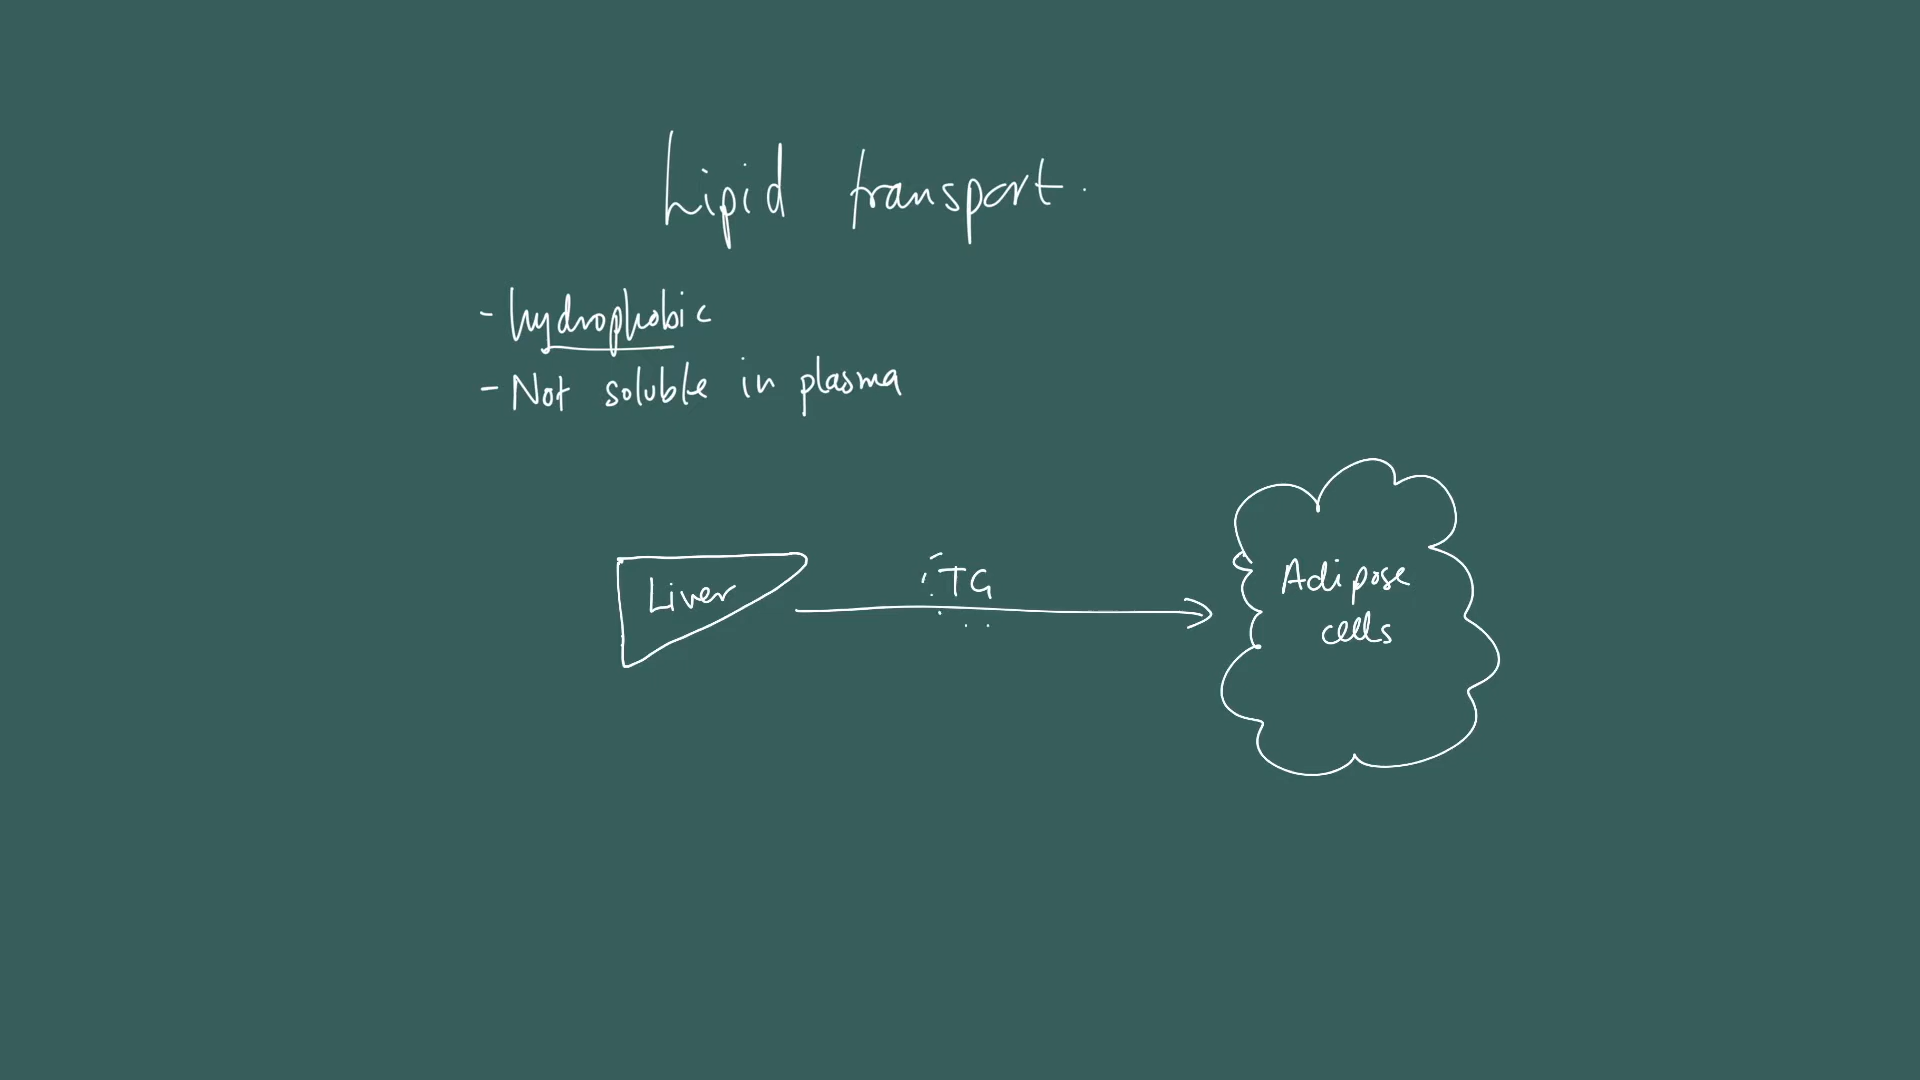 Lipid transport.
- hydrophobic
- Not soluble in plasma
Liver
TG
Adipose
cells